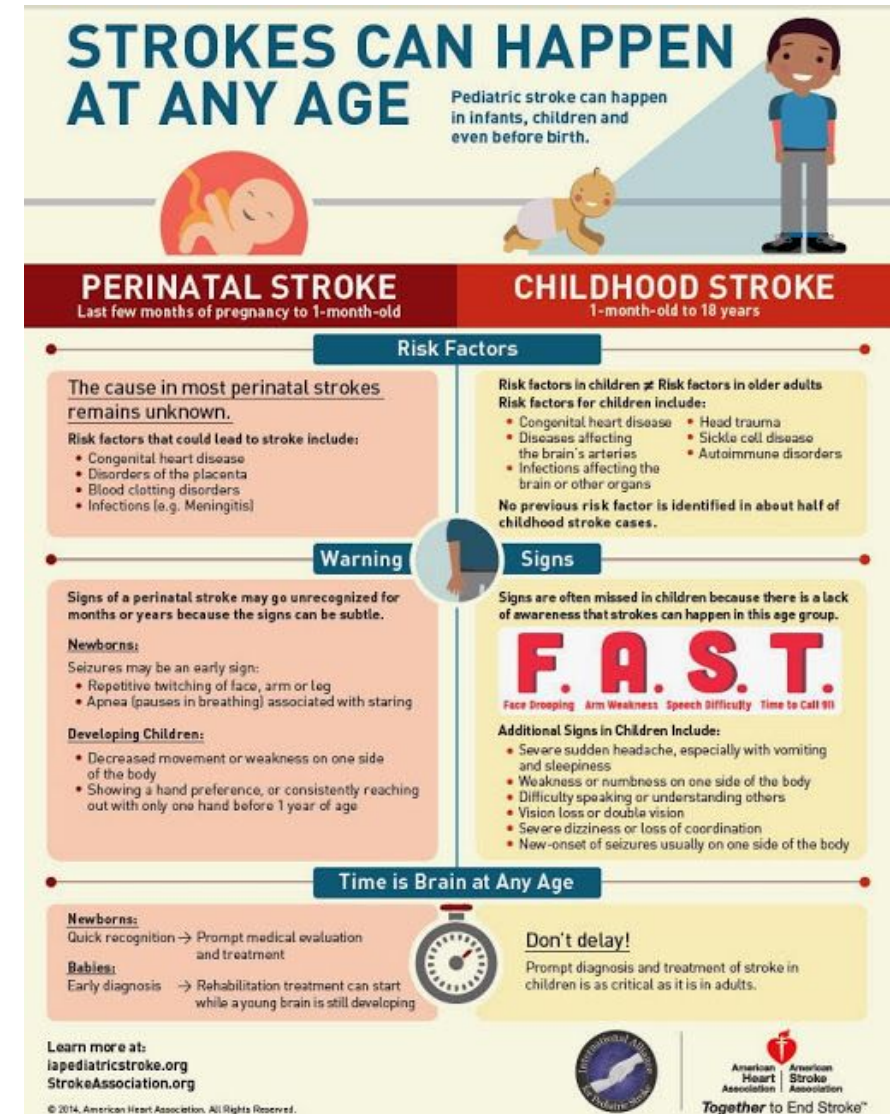 STROKES CAN HAPPEN
AT ANY AGE
Pediatric stroke can happen
in infants, children and
even before birth.
PERINATAL STROKE
Last few months of pregnancy to 1-month-old
CHILDHOOD STROKE
1-month-old to 18 years
Risk Factors
The cause in most perinatal strokes
remains unknown.
Risk factors that could lead to stroke include:
• Congenital heart disease
• Disorders of the placenta
• Blood clotting disorders
• Infections (e.g. Meningitis)
Risk factors in children ≠ Risk factors in older adults
Risk factors for children include:
• Congenital heart disease
• Diseases affecting
the brain's arteries
• Infections affecting the
brain or other organs
• Head trauma
• Sickle cell disease
• Autoimmune disorders
No previous risk factor is identified in about half of
childhood stroke cases.
Warning Signs
Signs of a perinatal stroke may go unrecognized for
months or years because the signs can be subtle.
Newborns:
Seizures may be an early sign:
• Repetitive twitching of face, arm or leg
• Apnea (pauses in breathing) associated with staring
Developing Children:
• Decreased movement or weakness on one side
of the body
• Showing a hand preference, or consistently reaching
out with only one hand before 1 year of age
Signs are often missed in children because there is a lack
of awareness that strokes can happen in this age group.
F. A. S. T.
Face Drooping Arm Weakness Speech Difficulty Time to Call 911
Additional Signs in Children Include:
• Severe sudden headache, especially with vomiting
and sleepiness
• Weakness or numbness on one side of the body
• Difficulty speaking or understanding others
• Vision loss or double vision
• Severe dizziness or loss of coordination
• New-onset of seizures usually on one side of the body
Time is Brain at Any Age
Newborns:
Quick recognition → Prompt medical evaluation
and treatment
Babies:
Early diagnosis → Rehabilitation treatment can start
while a young brain is still developing
Don't delay!
Prompt diagnosis and treatment of stroke in
children is as critical as it is in adults.
Learn more at:
iapediatricstroke.org
StrokeAssociation.org
© 2014, American Heart Association. All Rights Reserved.
International Alliance
for Pediatric Stroke
American Heart Association
American Stroke Association
Together to End Stroke™